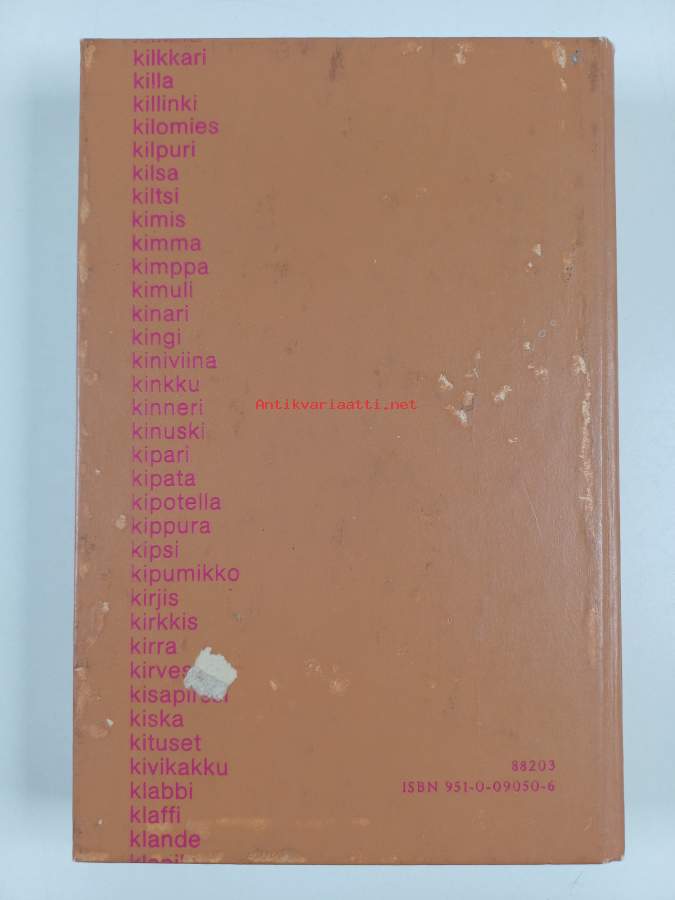 kilkkari
killa
killinki
kilomies
kilpuri
kilsa
kiltsi
kimis
kimma
kimppa
kimuli
kinari
kingi
kiniviina
kinkku
kinneri
Antikvariaatti.net
kinuski
kipari
kipata
kipotella
kippura
kipsi
kipumikko
kirjis
kirkkis
kirra
kirves
kiska
kituset
kivikakku
88203
klabbi
ISBN 951-0-09050-6
klaffi
klande